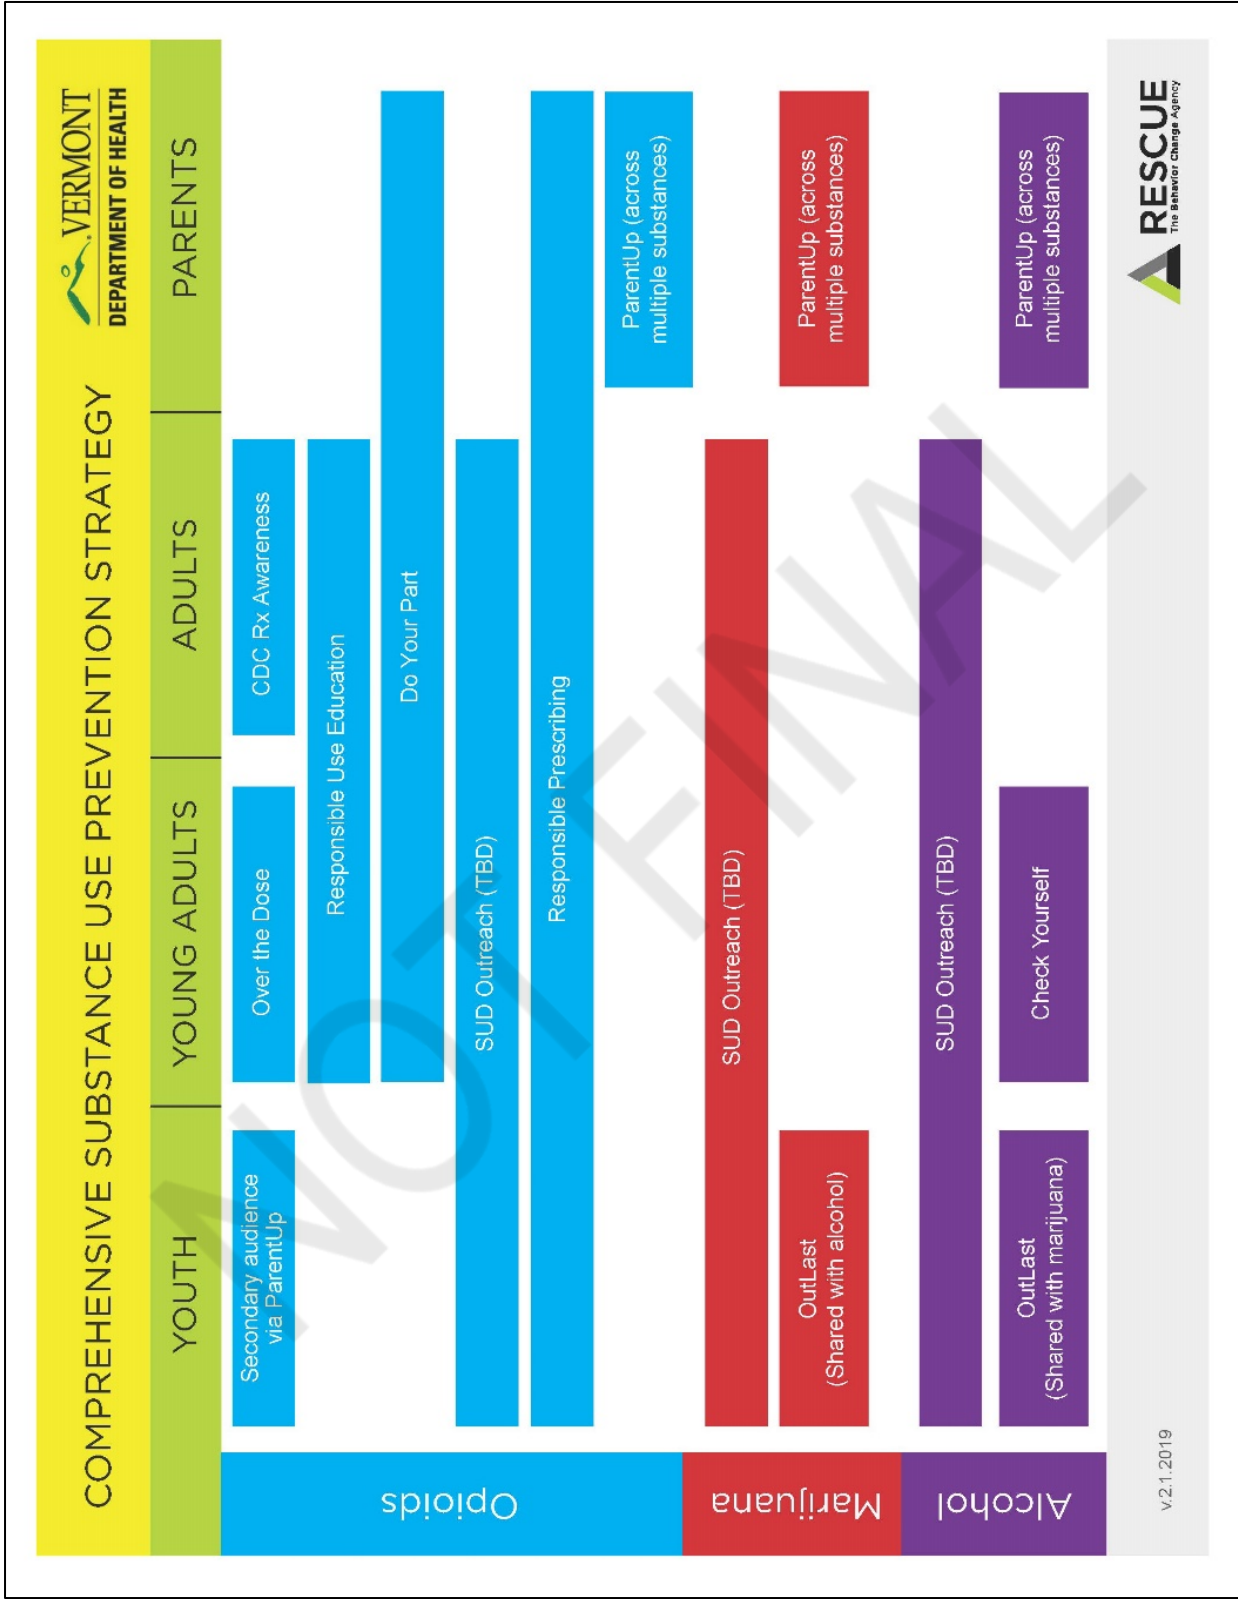 COMPREHENSIVE SUBSTANCE USE PREVENTION STRATEGY
VERMONT
DEPARTMENT OF HEALTH
YOUTH
YOUNG ADULTS
ADULTS
PARENTS
Opioids
Secondary audience
via ParentUp
Over the Dose
CDC Rx Awareness
Responsible Use Education
Do Your Part
SUD Outreach (TBD)
Responsible Prescribing
ParentUp (across
multiple substances)
Marijuana
SUD Outreach (TBD)
OutLast
(Shared with alcohol)
ParentUp (across
multiple substances)
Alcohol
SUD Outreach (TBD)
OutLast
(Shared with marijuana)
Check Yourself
ParentUp (across
multiple substances)
NOT FINAL
v.2.1.2019
RESCUE
The Behavior Change Agency